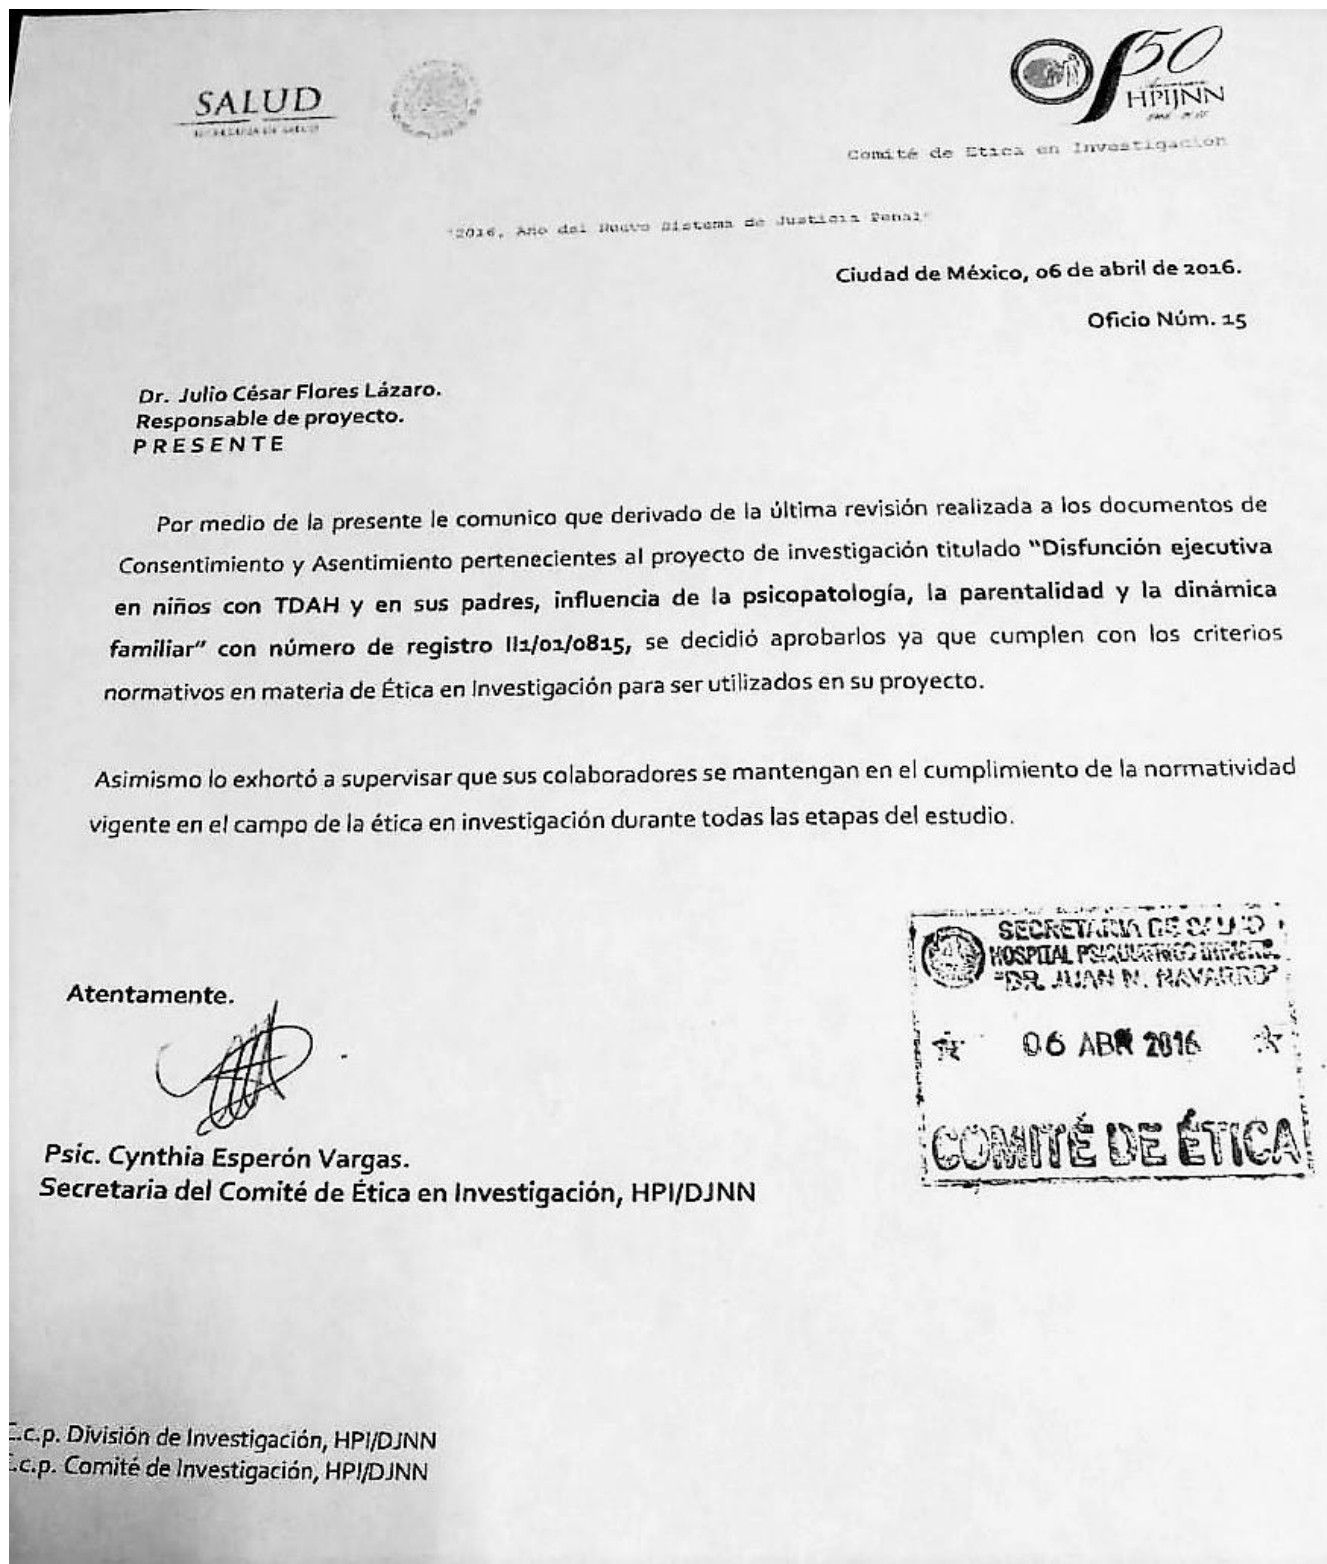 SALUD
SECRETARÍA DE SALUD
50
HPIJNN
Comité de Etica en Investigación
"2016, Año del Nuevo Sistema de Justicia Penal"
Ciudad de México, 06 de abril de 2016.
Oficio Núm. 15
Dr. Julio César Flores Lázaro.
Responsable de proyecto.
P R E S E N T E
Por medio de la presente le comunico que derivado de la última revisión realizada a los documentos de
Consentimiento y Asentimiento pertenecientes al proyecto de investigación titulado "Disfunción ejecutiva
en niños con TDAH y en sus padres, influencia de la psicopatología, la parentalidad y la dinámica
familiar" con número de registro II1/01/0815, se decidió aprobarlos ya que cumplen con los criterios
normativos en materia de Ética en Investigación para ser utilizados en su proyecto.
Asimismo lo exhortó a supervisar que sus colaboradores se mantengan en el cumplimiento de la normatividad
vigente en el campo de la ética en investigación durante todas las etapas del estudio.
SECRETARIA DE SALUD
HOSPITAL PSIQUIATRICO INFANTIL
"DR. JUAN N. NAVARRO"
06 ABR 2016
COMITÉ DE ÉTICA
Atentamente.
Psic. Cynthia Esperón Vargas.
Secretaria del Comité de Ética en Investigación, HPI/DJNN
C.c.p. División de Investigación, HPI/DJNN
C.c.p. Comité de Investigación, HPI/DJNN